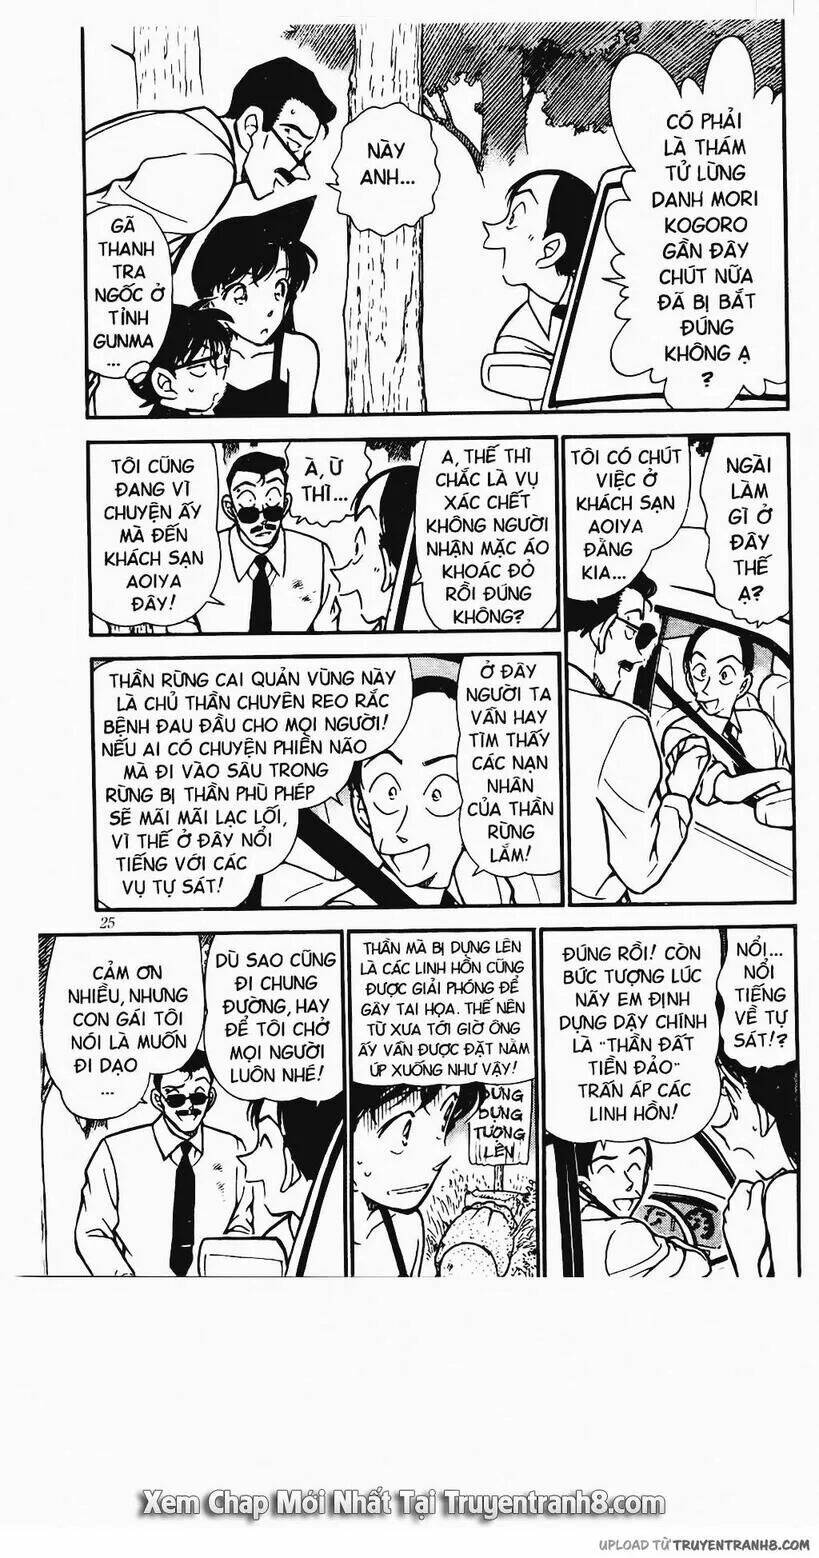 CÓ PHẢI
LÀ THÁM
TỬ LỪNG
DANH MORI
KOGORO
GẦN ĐÂY
CHÚT NỮA
ĐÃ BỊ BẮT
ĐÚNG
KHÔNG Ạ
?
NÀY
ANH...
GÃ
THANH
TRA
NGỐC Ở
TỈNH
GUNMA
...
NGÀI
LÀM
GÌ Ở
ĐÂY
THẾ
Ạ?
TÔI CÓ CHÚT
VIỆC Ở
KHÁCH SẠN
AOIYA
ĐẰNG
KIA...
A, THẾ THÌ
CHẮC LÀ VỤ
XÁC CHẾT
KHÔNG NGƯỜI
NHẬN MẶC ÁO
KHOÁC ĐỎ
RỒI ĐÚNG
KHÔNG?
À, Ừ
THÌ...
TÔI CŨNG
ĐANG VÌ
CHUYỆN ẤY
MÀ ĐẾN
KHÁCH SẠN
AOIYA
ĐÂY!
Ở ĐÂY
NGƯỜI TA
VẪN HAY
TÌM THẤY
CÁC NẠN
NHÂN
CỦA THẦN
RỪNG
LẮM!
THẦN RỪNG CAI QUẢN VÙNG NÀY
LÀ CHỦ THẦN CHUYÊN REO RẮC
BỆNH ĐAU ĐẦU CHO MỌI NGƯỜI!
NẾU AI CÓ CHUYỆN PHIỀN NÃO
MÀ ĐI VÀO SÂU TRONG
RỪNG BỊ THẦN PHÙ PHÉP
SẼ MÃI MÃI LẠC LỐI,
VÌ THẾ Ở ĐÂY NỔI
TIẾNG VỚI CÁC
VỤ TỰ SÁT!
25
NỔI...
NỔI
TIẾNG
VỀ TỰ
SÁT!?
ĐÚNG RỒI! CÒN
BỨC TƯỢNG LÚC
NÃY EM ĐỊNH
DỰNG DẬY CHÍNH
LÀ "THẦN ĐẤT
TIỀN ĐẢO"
TRẤN ÁP CÁC
LINH HỒN!
THẦN MÀ BỊ DỰNG LÊN
LÀ CÁC LINH HỒN CŨNG
ĐƯỢC GIẢI PHÓNG ĐỂ
GÂY TAI HỌA. THẾ NÊN
TỪ XƯA TỚI GIỜ ÔNG
ẤY VẪN ĐƯỢC ĐẶT NẰM
ÚP XUỐNG NHƯ VẬY!
ĐỪNG
DỰNG
TƯỢNG
LÊN
DÙ SAO CŨNG
ĐI CHUNG
ĐƯỜNG, HAY
ĐỂ TÔI CHỞ
MỌI NGƯỜI
LUÔN NHÉ!
CẢM ƠN
NHIỀU, NHƯNG
CON GÁI TÔI
NÓI LÀ MUỐN
ĐI DẠO
...
Xem Chap Mới Nhất Tại Truyentranh8.com
UPLOAD TỪ TRUYENTRANH8.COM